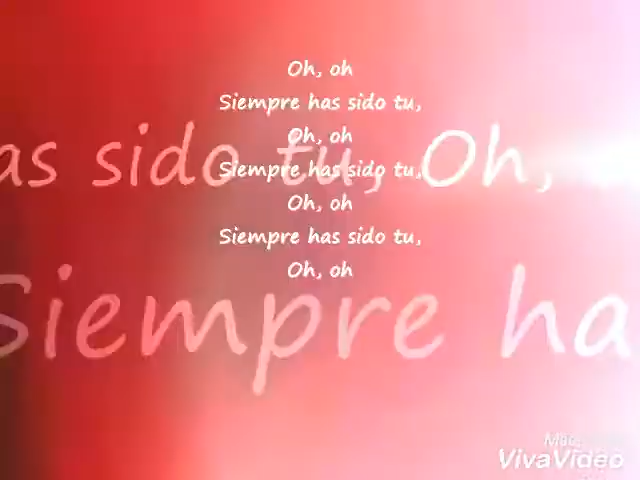 Oh, oh
Siempre has sido tu,
Oh, oh
Siempre has sido tu,
Oh, oh
Siempre has sido tu,
Oh, oh
as sido tu, Oh,
Siempre ha
VivaVideo